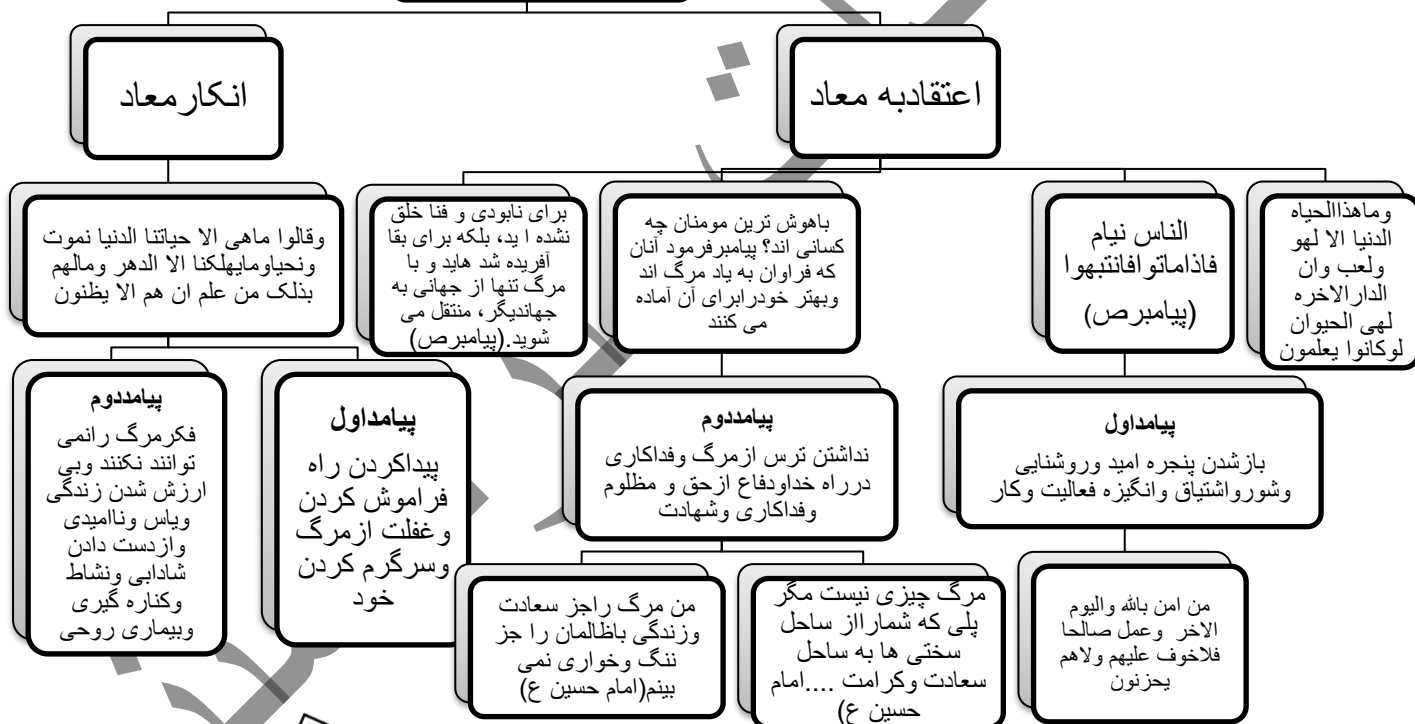 اعتقادبه معاد
انکارمعاد
وماهذاالحیاه
الدنیا الا لهو
ولعب وان
الدارالاخره
لهی الحیوان
لوکانوا یعلمون
الناس نیام
فاذاماتوافانتبهوا
(پیامبرص)
باهوش ترین مومنان چه
کسانی اند؟ پیامبرفرمود آنان
که فراوان به یاد مرگ اند
وبهتر خودرابرای آن آماده
می کنند
برای نابودی و فنا خلق
نشده ا ید، بلکه برای بقا
آفریده شد هاید و با
مرگ تنها از جهانی به
جهاندیگر، منتقل می
شوید.(پیامبرص)
وقالوا ماهی الا حیاتنا الدنیا نموت
ونحیاومایهلکنا الا الدهر ومالهم
بذلک من علم ان هم الا یظنون
پیامداول
بازشدن پنجره امید وروشنایی
وشورواشتیاق وانگیزه فعالیت وکار
پیامددوم
نداشتن ترس ازمرگ وفداکاری
درراه خداودفاع ازحق و مظلوم
وفداکاری وشهادت
پیامداول
پیداکردن راه
فراموش کردن
وغفلت ازمرگ
وسرگرم کردن
خود
پیامددوم
فکرمرگ رانمی
توانند نکنند وبی
ارزش شدن زندگی
ویاس وناامیدی
وازدست دادن
شادابی ونشاط
وکناره گیری
وبیماری روحی
من امن بالله والیوم
الاخر وعمل صالحا
فلاخوف علیهم ولاهم
یحزنون
مرگ چیزی نیست مگر
پلی که شمارااز ساحل
سختی ها به ساحل
سعادت وکرامت ....امام
حسین ع)
من مرگ راجز سعادت
وزندگی باظالمان را جز
ننگ وخواری نمی
بینم(امام حسین ع)